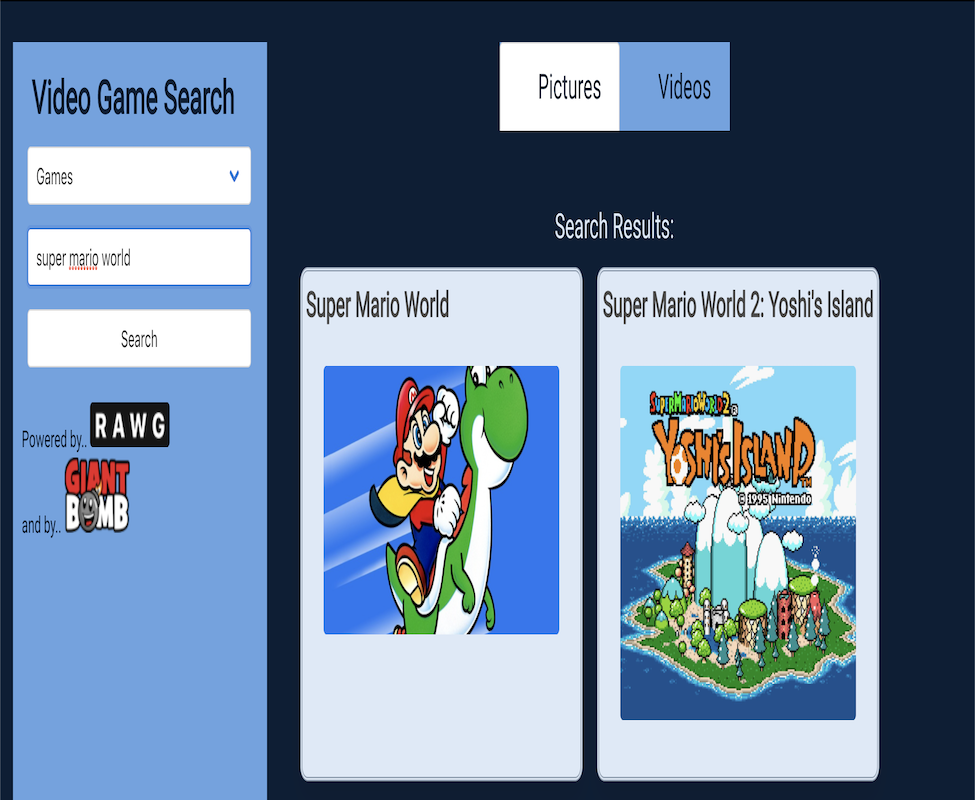 Video Game Search
Games
super mario world
Search
Powered by.. RAWG
and by.. GIANT BOMB
Pictures
Videos
Search Results:
Super Mario World
Super Mario World 2: Yoshi's Island
SUPER MARIO WORLD 2®
YOSHI'S ISLAND™
© 1995 Nintendo